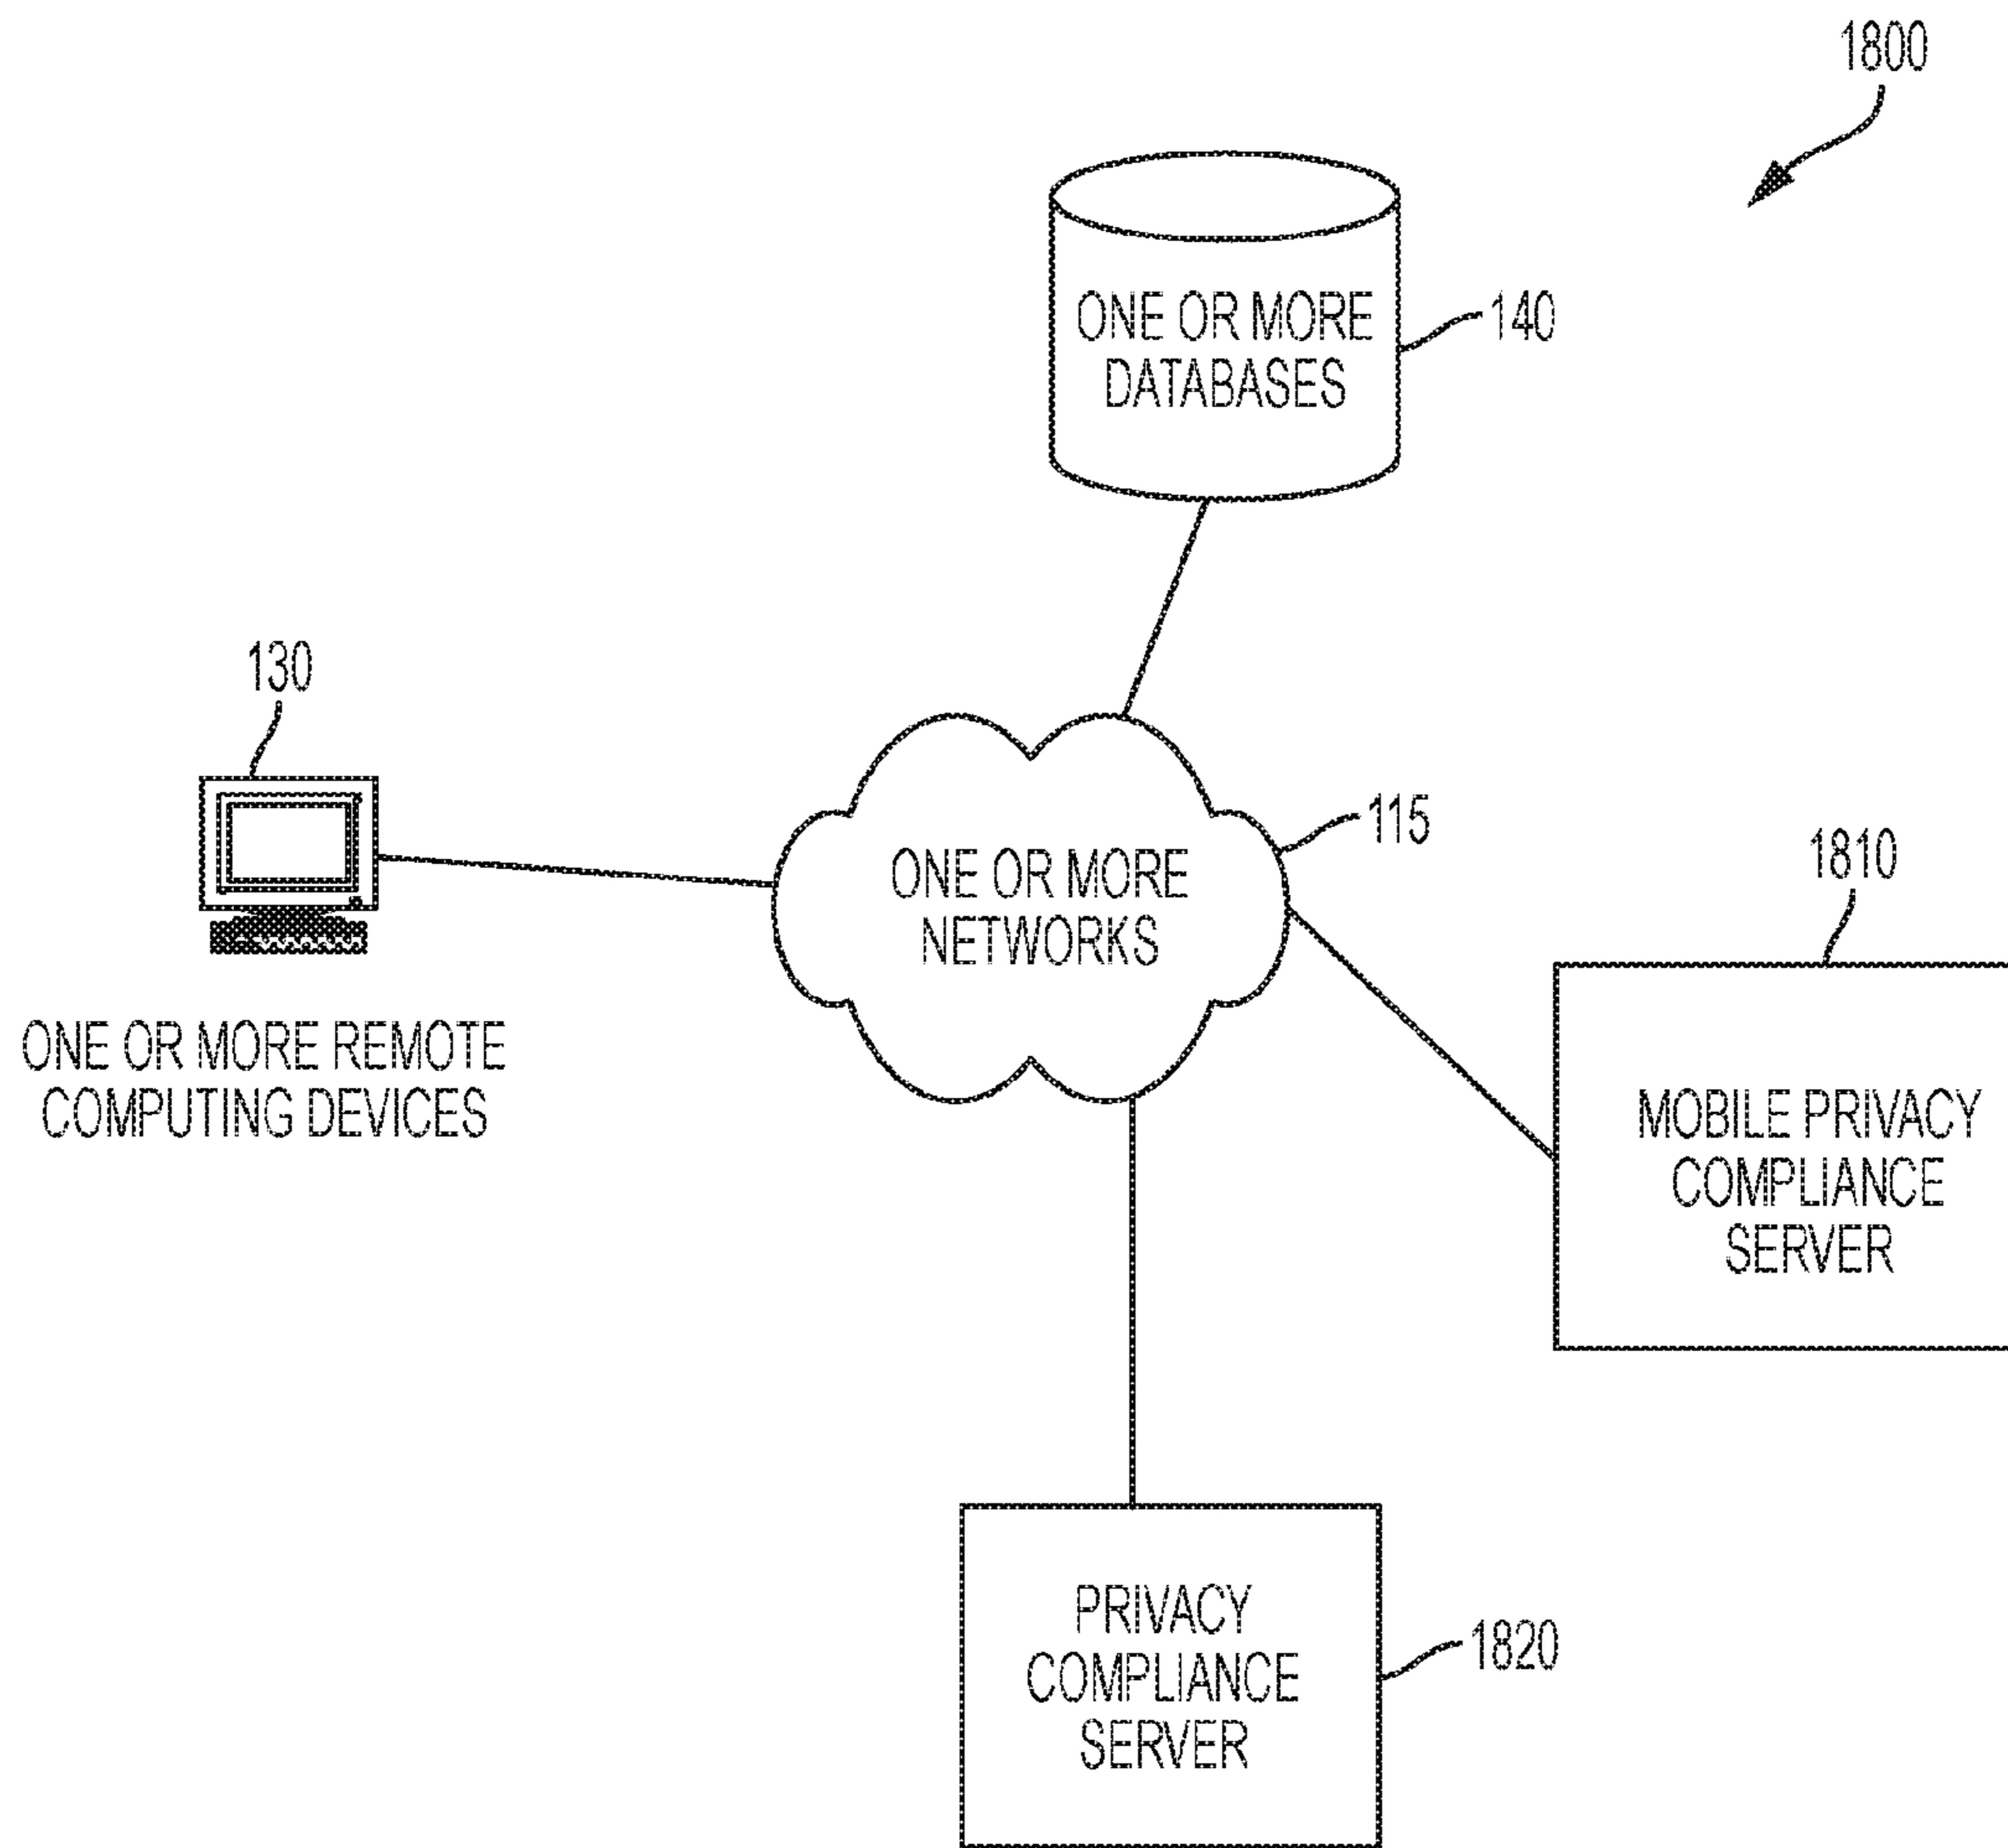 1800
ONE OR MORE
DATABASES
140
130
ONE OR MORE REMOTE
COMPUTING DEVICES
ONE OR MORE
NETWORKS
115
1810
MOBILE PRIVACY
COMPLIANCE
SERVER
PRIVACY
COMPLIANCE
SERVER
1820